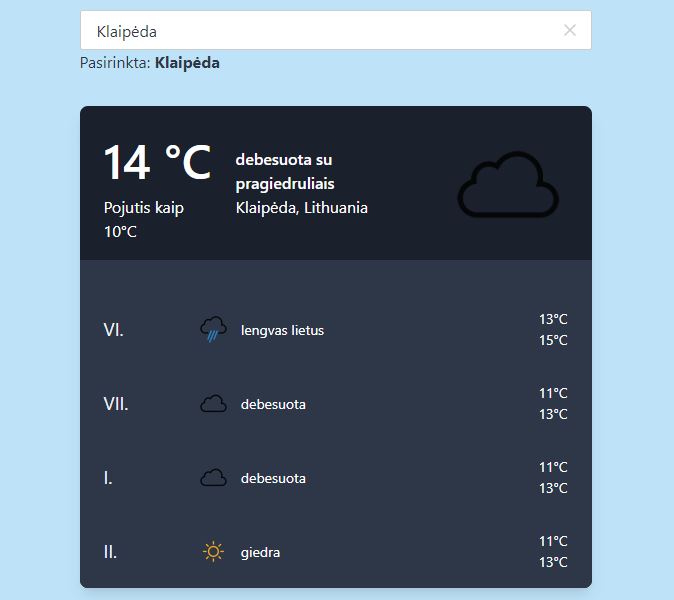 Klaipėda
Pasirinkta: Klaipėda
14 °C
Pojutis kaip
10°C
debesuota su
pragiedruliais
Klaipėda, Lithuania
VI. lengvas lietus 13°C
15°C
VII. debesuota 11°C
13°C
I. debesuota 11°C
13°C
II. giedra 11°C
13°C